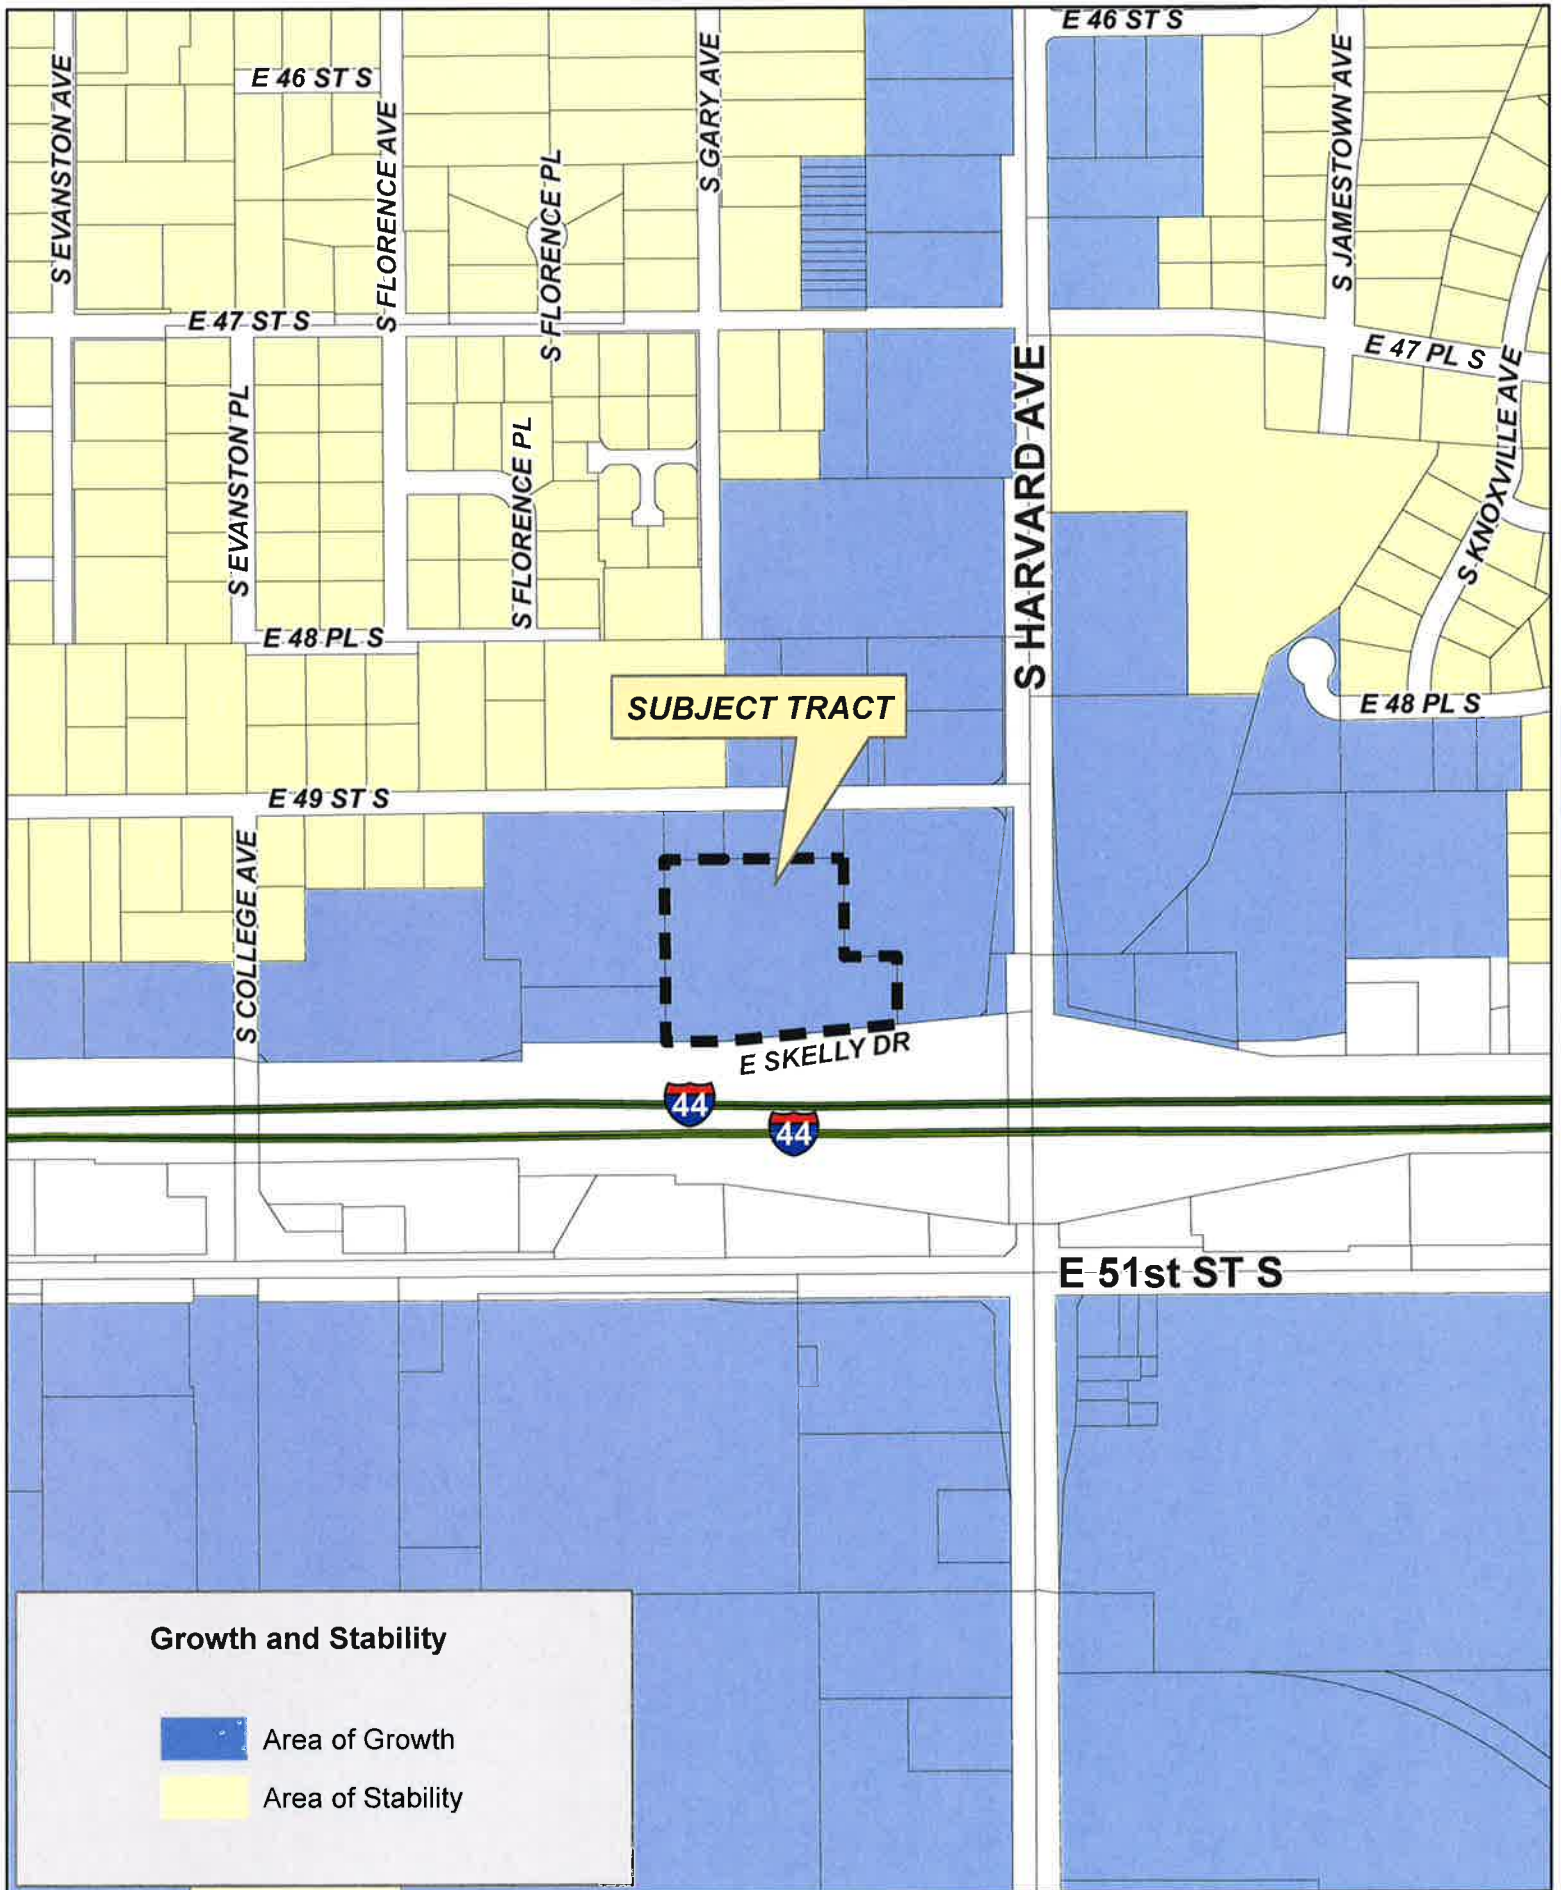 E 46 ST S
E 46 ST S
S EVANSTON AVE
S FLORENCE AVE
S FLORENCE PL
S GARY AVE
S JAMESTOWN AVE
E 47 ST S
E 47 PL S
S HARVARD AVE
S KNOXVILLE AVE
S EVANSTON PL
S FLORENCE PL
E 48 PL S
SUBJECT TRACT
E 48 PL S
E 49 ST S
S COLLEGE AVE
E SKELLY DR
44
44
E 51st ST S
Growth and Stability
Area of Growth
Area of Stability